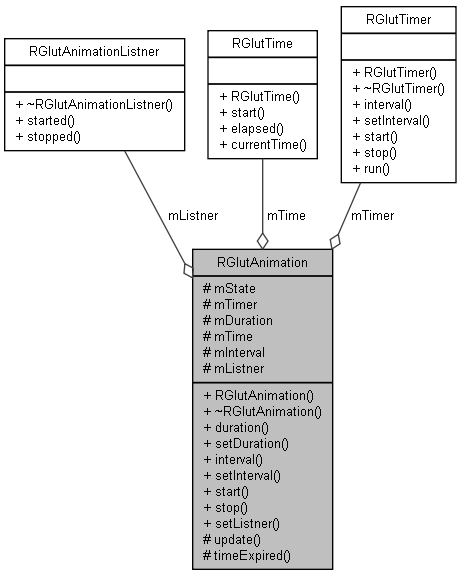 RGlutAnimationListner
+ ~RGlutAnimationListner()
+ started()
+ stopped()
RGlutTime
+ RGlutTime()
+ start()
+ elapsed()
+ currentTime()
RGlutTimer
+ RGlutTimer()
+ ~RGlutTimer()
+ interval()
+ setInterval()
+ start()
+ stop()
+ run()
mListner
mTime
mTimer
RGlutAnimation
# mState
# mTimer
# mDuration
# mTime
# mInterval
# mListner
+ RGlutAnimation()
+ ~RGlutAnimation()
+ duration()
+ setDuration()
+ interval()
+ setInterval()
+ start()
+ stop()
+ setListner()
# update()
# timeExpired()